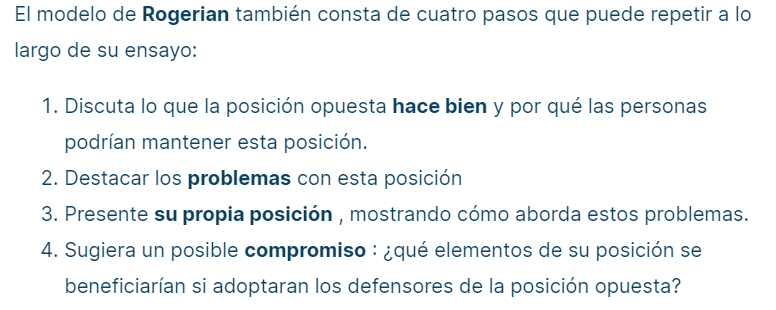 El modelo de Rogerian también consta de cuatro pasos que puede repetir a lo
largo de su ensayo:
1. Discuta lo que la posición opuesta hace bien y por qué las personas
podrían mantener esta posición.
2. Destacar los problemas con esta posición
3. Presente su propia posición , mostrando cómo aborda estos problemas.
4. Sugiera un posible compromiso : ¿qué elementos de su posición se
beneficiarían si adoptaran los defensores de la posición opuesta?